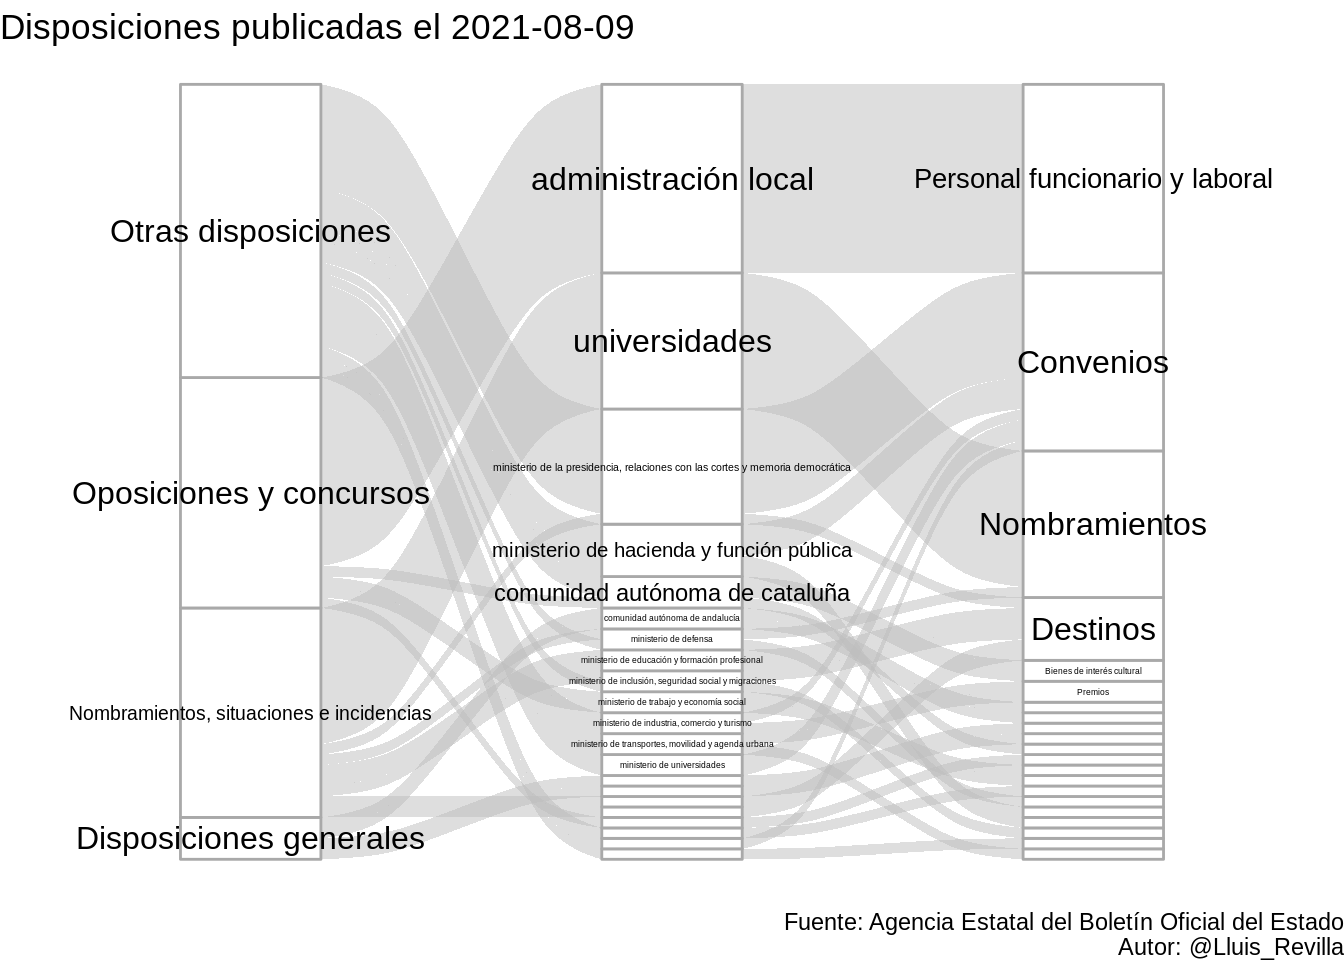 Disposiciones publicadas el 2021-08-09
Otras disposiciones
Oposiciones y concursos
Nombramientos, situaciones e incidencias
Disposiciones generales
administración local
universidades
ministerio de la presidencia, relaciones con las cortes y memoria democrática
ministerio de hacienda y función pública
comunidad autónoma de cataluña
comunidad autónoma de andalucía
ministerio de defensa
ministerio de educación y formación profesional
ministerio de inclusión, seguridad social y migraciones
ministerio de trabajo y economía social
ministerio de industria, comercio y turismo
ministerio de transportes, movilidad y agenda urbana
ministerio de universidades
Personal funcionario y laboral
Convenios
Nombramientos
Destinos
Bienes de interés cultural
Premios
Fuente: Agencia Estatal del Boletín Oficial del Estado
Autor: @Lluis_Revilla